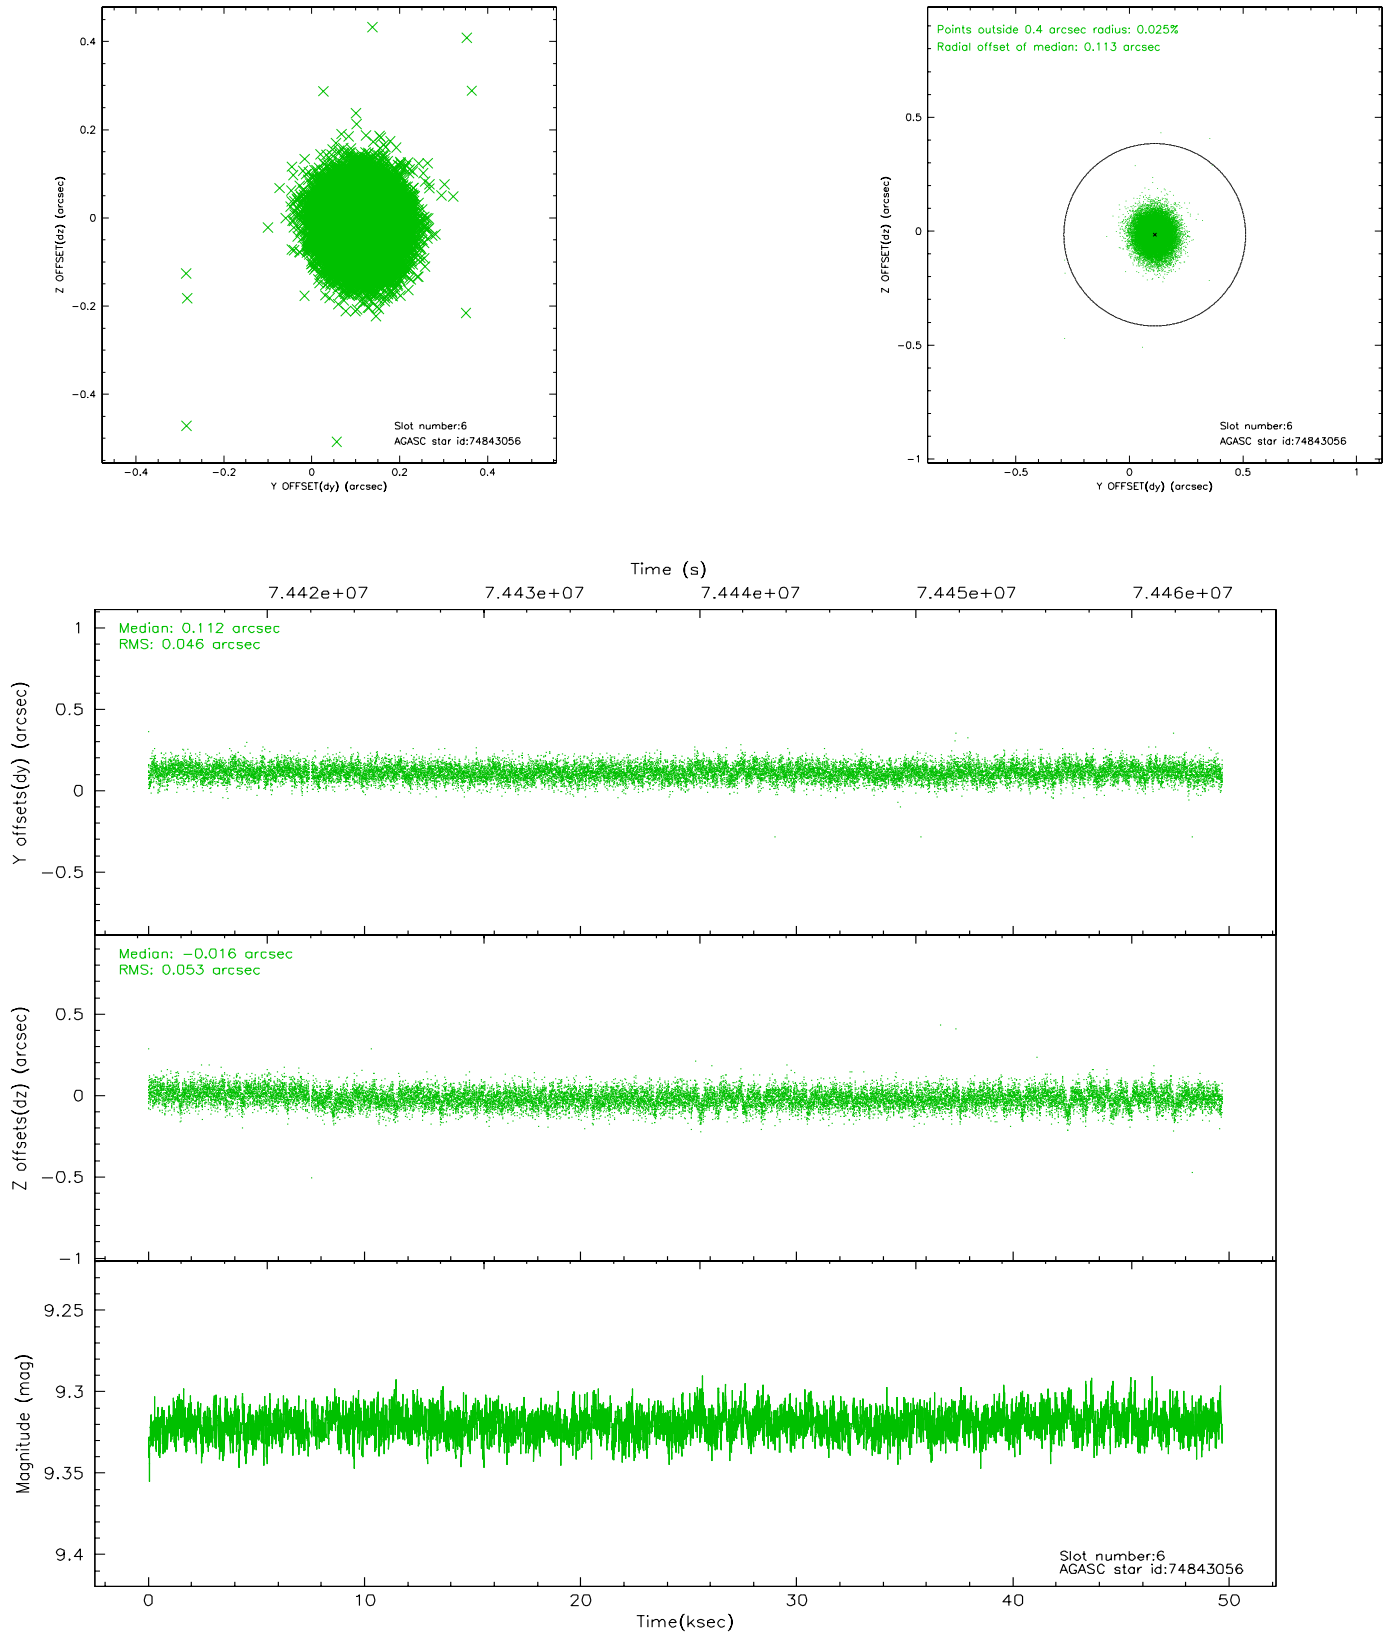 0.4
0.2
0
−0.2
−0.4
Z OFFSET(dz) (arcsec)
Slot number:6
AGASC star id:74843056
−0.4 −0.2 0 0.2 0.4
Y OFFSET(dy) (arcsec)
Points outside 0.4 arcsec radius: 0.025%
Radial offset of median: 0.113 arcsec
0.5
0
−0.5
−1
Z OFFSET(dz) (arcsec)
Slot number:6
AGASC star id:74843056
−0.5 0 0.5 1
Y OFFSET(dy) (arcsec)
Time (s)
7.442e+07 7.443e+07 7.444e+07 7.445e+07 7.446e+07
Median: 0.112 arcsec
RMS: 0.046 arcsec
1
0.5
0
−0.5
Y offsets(dy) (arcsec)
Median: −0.016 arcsec
RMS: 0.053 arcsec
0.5
0
−0.5
−1
Z offsets(dz) (arcsec)
9.25
9.3
9.35
9.4
Magnitude (mag)
Slot number:6
AGASC star id:74843056
0 10 20 30 40 50
Time(ksec)